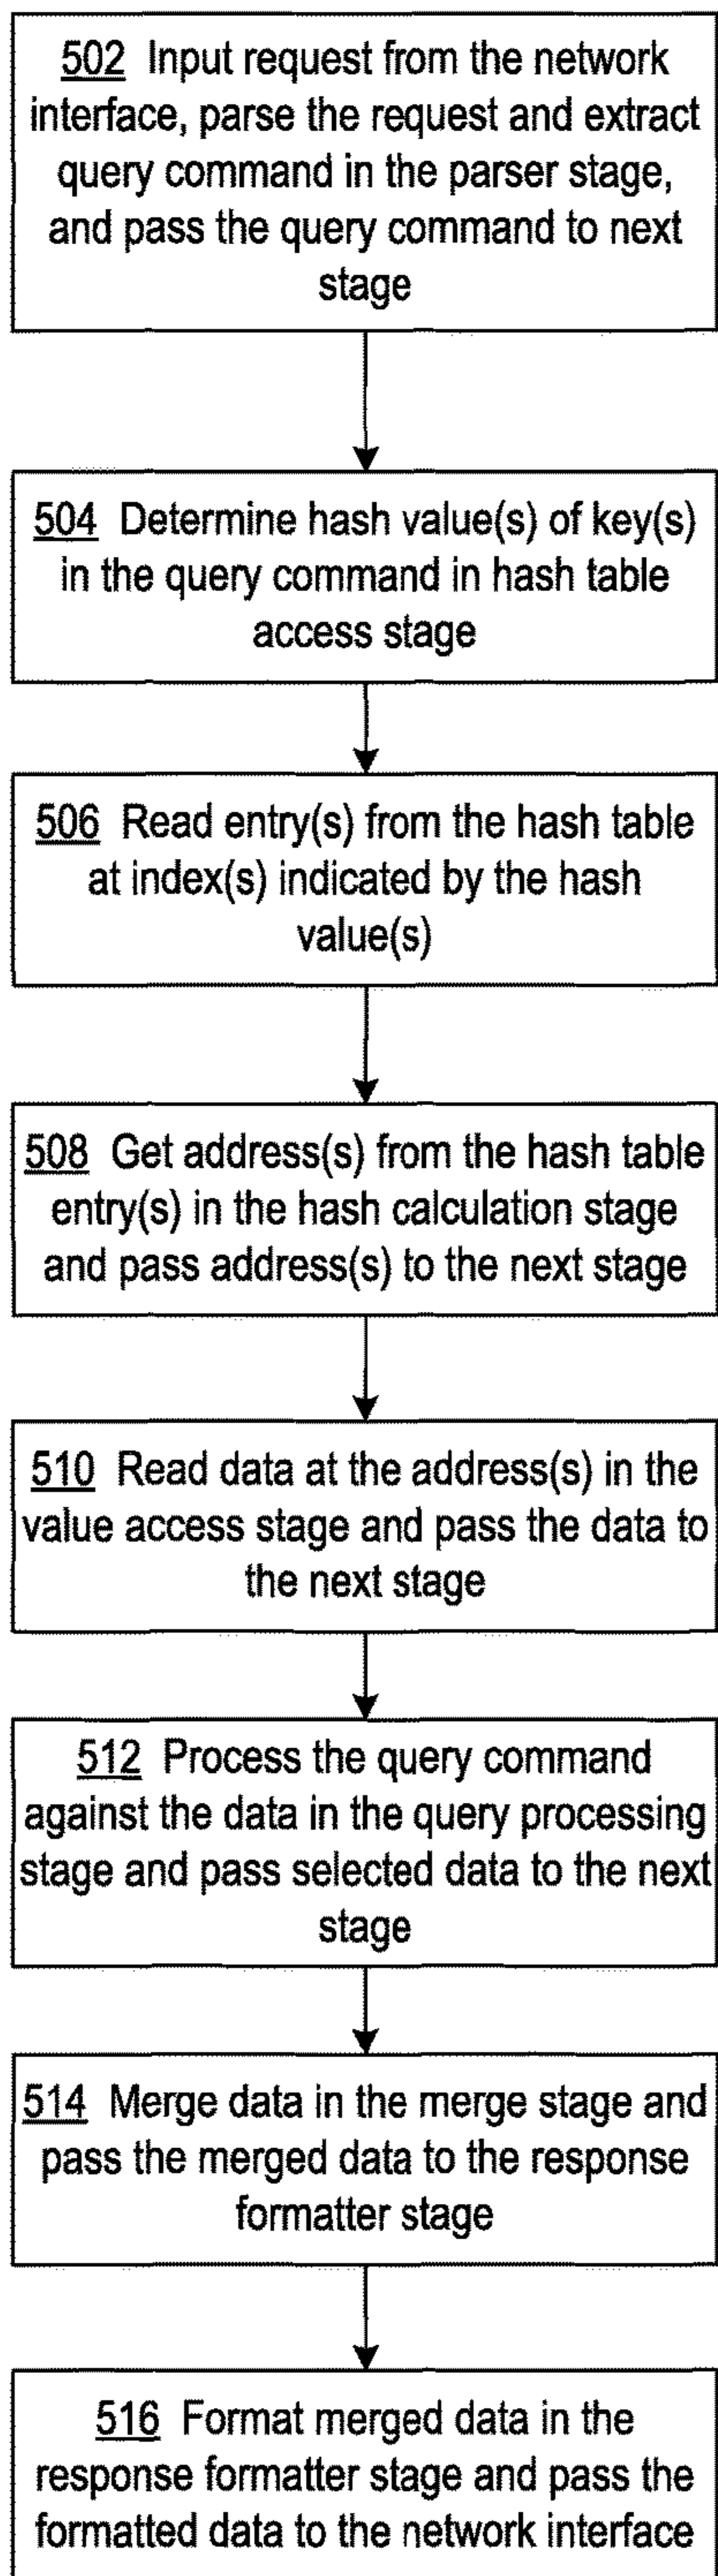 502 Input request from the network
interface, parse the request and extract
query command in the parser stage,
and pass the query command to next
stage
504 Determine hash value(s) of key(s)
in the query command in hash table
access stage
506 Read entry(s) from the hash table
at index(s) indicated by the hash
value(s)
508 Get address(s) from the hash table
entry(s) in the hash calculation stage
and pass address(s) to the next stage
510 Read data at the address(s) in the
value access stage and pass the data to
the next stage
512 Process the query command
against the data in the query processing
stage and pass selected data to the next
stage
514 Merge data in the merge stage and
pass the merged data to the response
formatter stage
516 Format merged data in the
response formatter stage and pass the
formatted data to the network interface